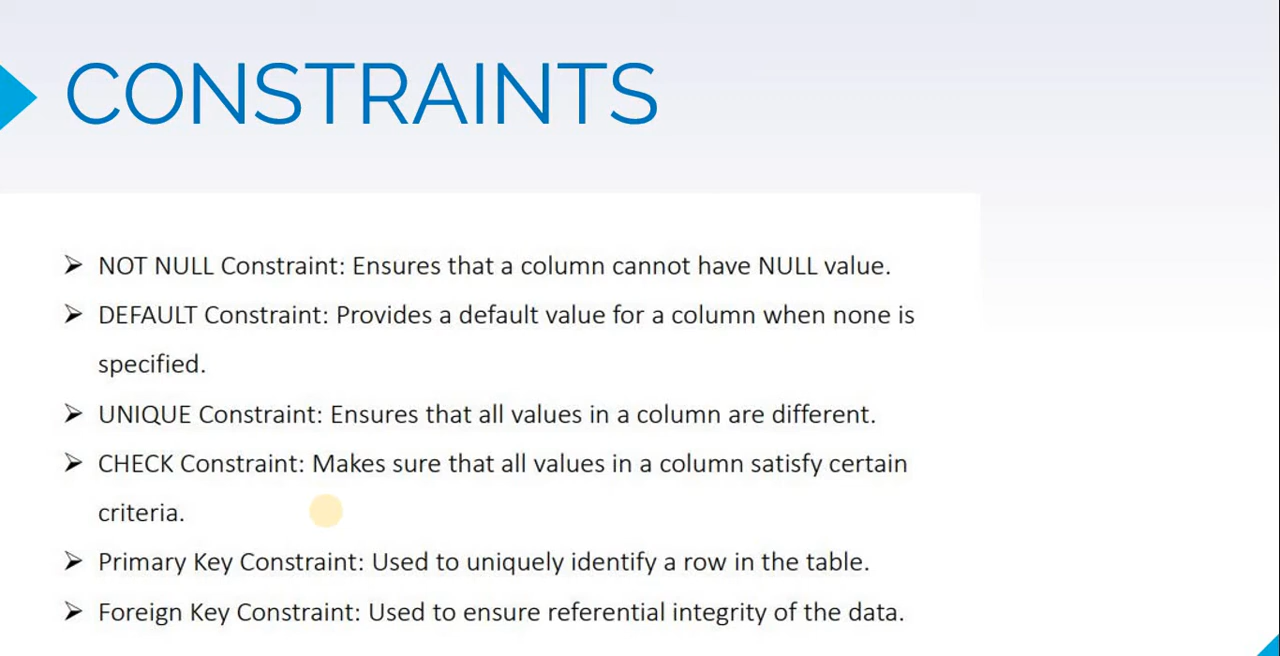 CONSTRAINTS
➢ NOT NULL Constraint: Ensures that a column cannot have NULL value.
➢ DEFAULT Constraint: Provides a default value for a column when none is
specified.
➢ UNIQUE Constraint: Ensures that all values in a column are different.
➢ CHECK Constraint: Makes sure that all values in a column satisfy certain
criteria.
➢ Primary Key Constraint: Used to uniquely identify a row in the table.
➢ Foreign Key Constraint: Used to ensure referential integrity of the data.